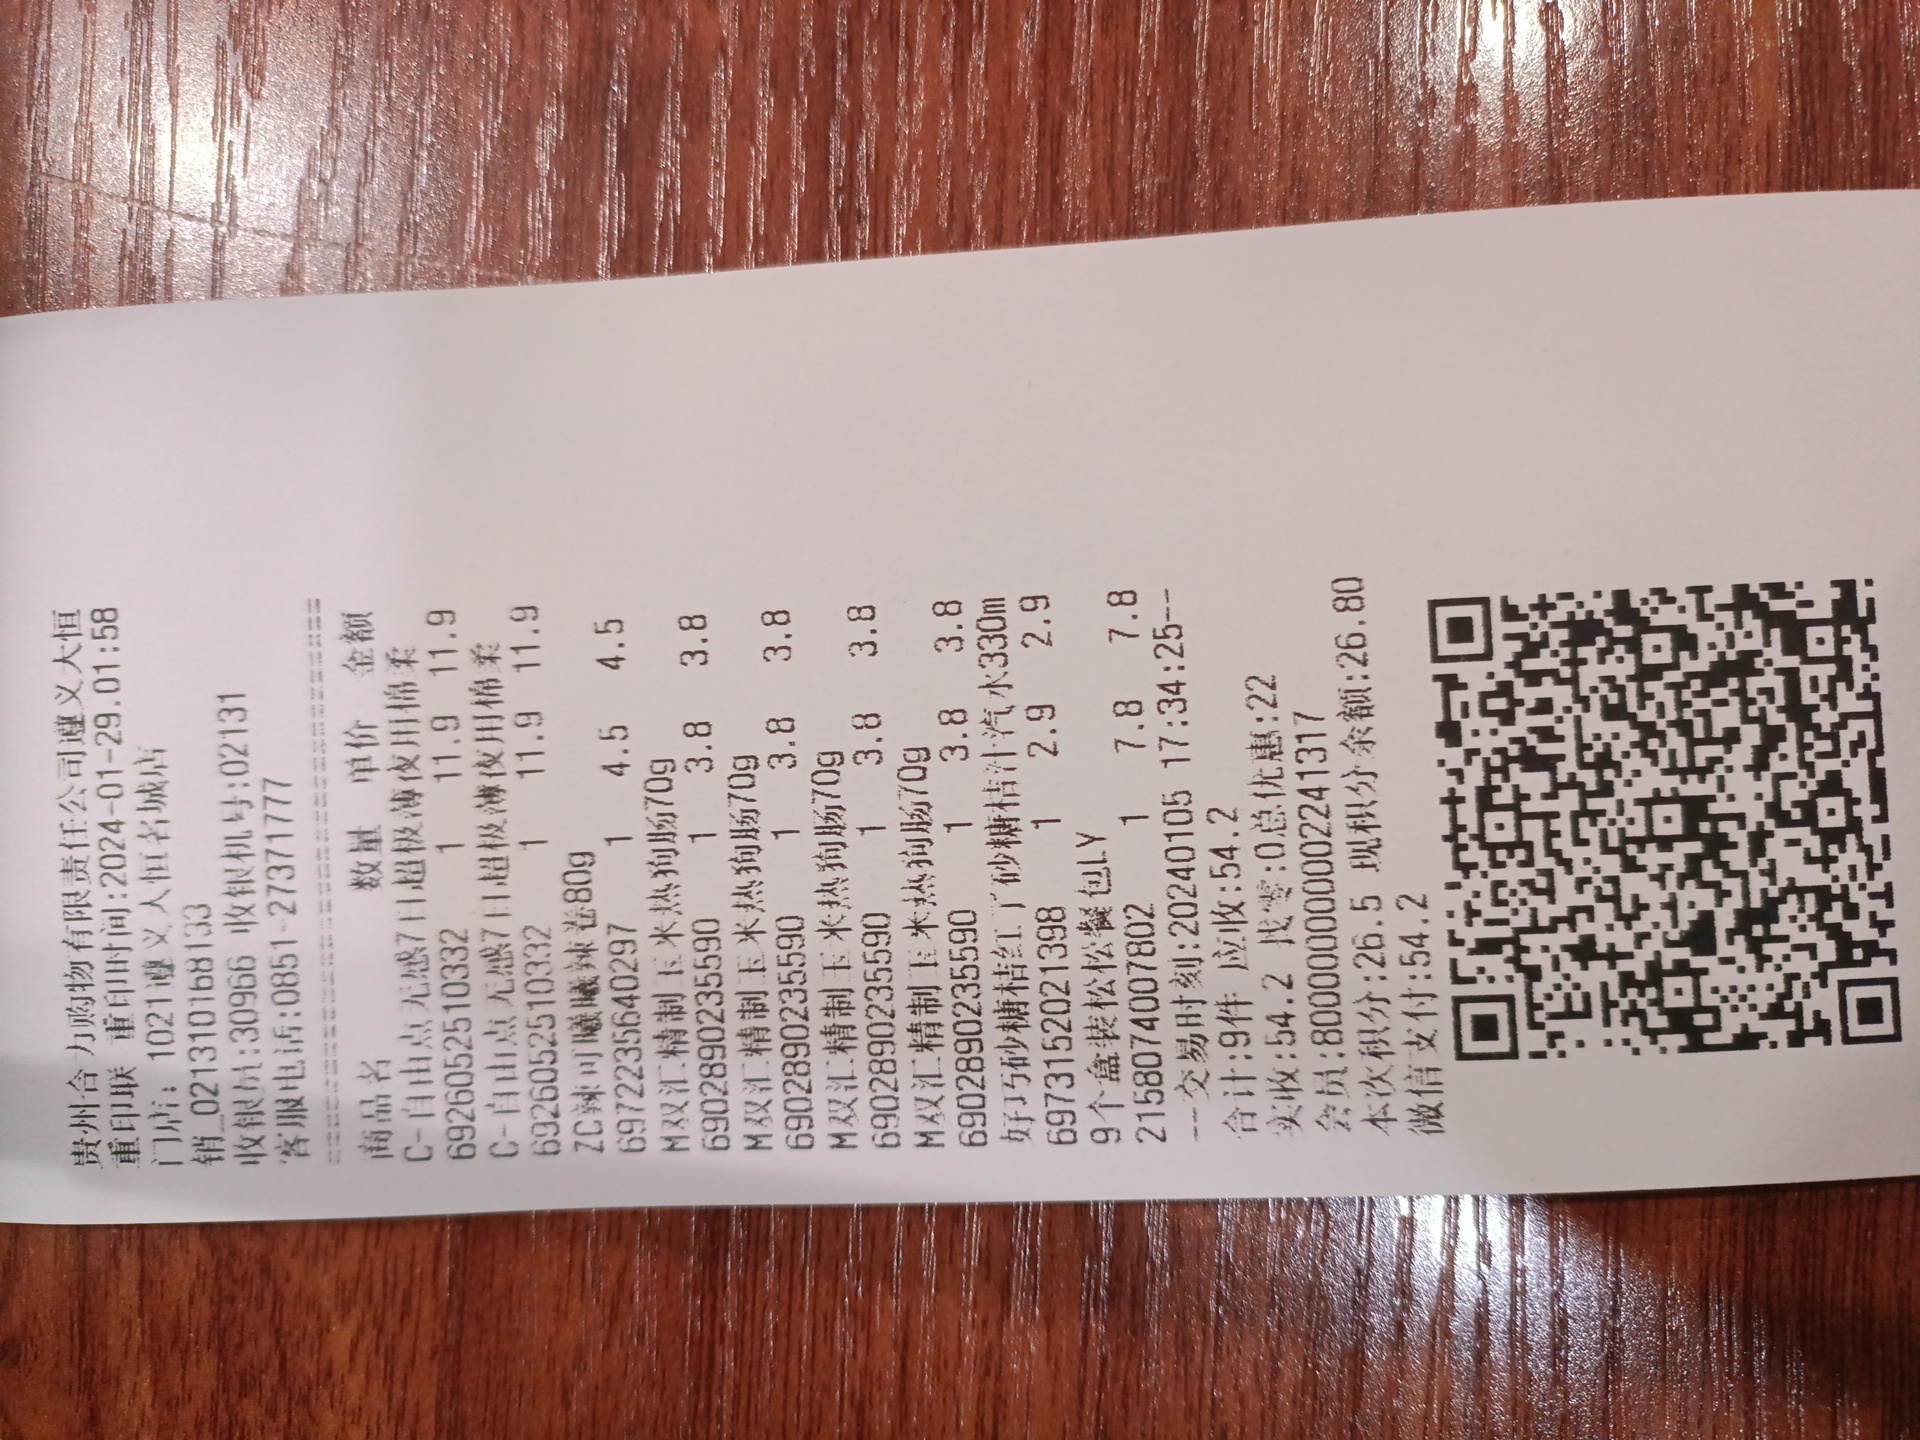 贵州合力购物有限责任公司遵义大恒
重印联 重印时间:2024-01-29.01:58
门店: 1021遵义大恒名城店
销_0213110168133
收银员:30966 收银机号:02131
客服电话:0851-27371777
================================
商品名 数量 单价 金额
C-自由点无感7日超极薄夜用棉柔
6926052510332 1 11.9 11.9
C-自由点无感7日超极薄夜用棉柔
6926052510332 1 11.9 11.9
ZC辣可曦辣卷80g
6972235640297 1 4.5 4.5
M双汇精制玉米热狗肠70g
6902890235590 1 3.8 3.8
M双汇精制玉米热狗肠70g
6902890235590 1 3.8 3.8
M双汇精制玉米热狗肠70g
6902890235590 1 3.8 3.8
M双汇精制玉米热狗肠70g
6902890235590 1 3.8 3.8
好巧砂糖桔红了砂糖桔汁汽水330m
6973152021398 1 2.9 2.9
9个盒装松松餐包LY
2158074007802 1 7.8 7.8
---交易时刻:20240105 17:34:25--
合计:9件 应收:54.2
实收:54.2 找零:0总优惠:22
会员:8000000000002241317
本次积分:26.5 现积分余额:26.80
微信支付:54.2